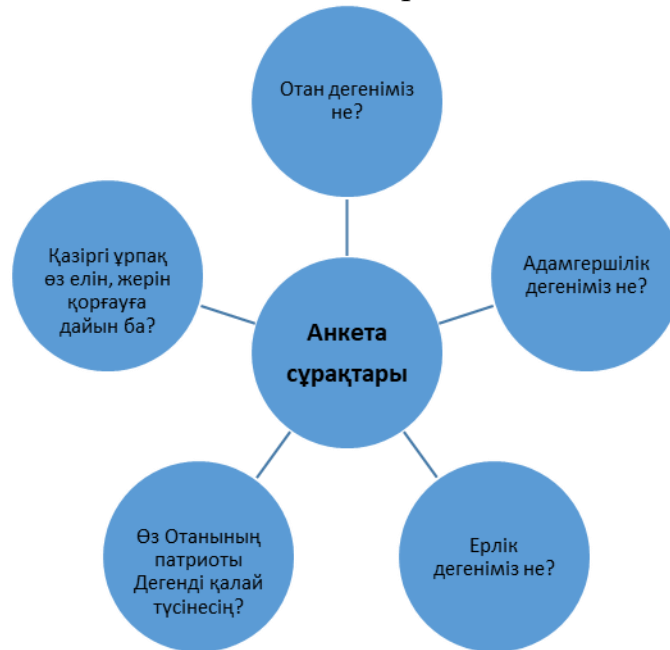 Отан дегеніміз
не?
Қазіргі ұрпақ
өз елін, жерін
қорғауға
дайын ба?
Адамгершілік
дегеніміз не?
Анкета
сұрақтары
Өз Отанының
патриоты
Дегенді қалай
түсінесің?
Ерлік
дегеніміз не?